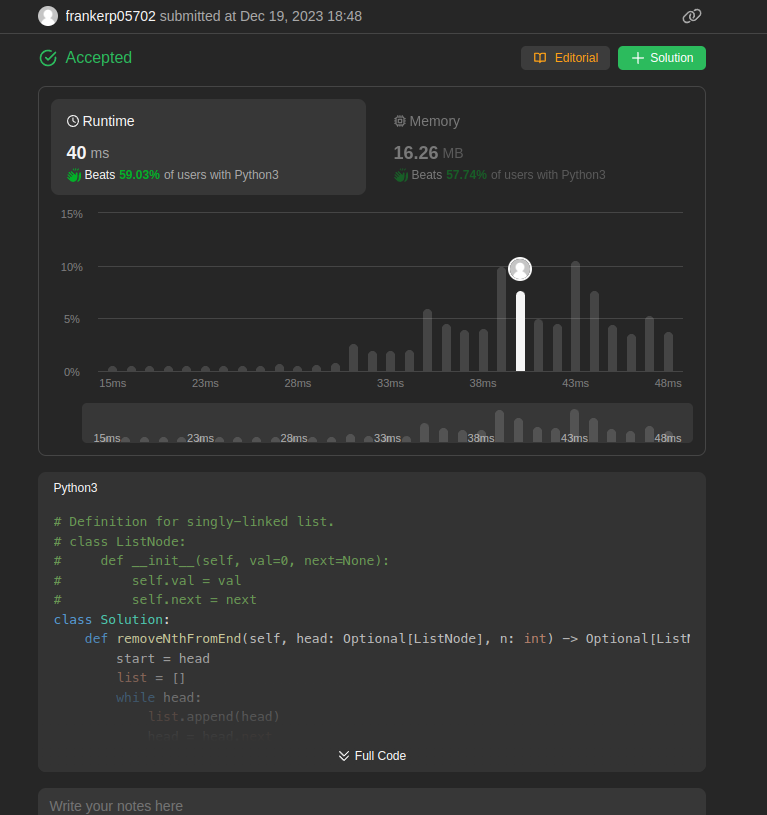 frankerp05702 submitted at Dec 19, 2023 18:48
Accepted
Editorial
Solution
Runtime
40 ms
Beats 59.03% of users with Python3
Memory
16.26 MB
Beats 57.74% of users with Python3
15%
10%
5%
0%
15ms 23ms 28ms 33ms 38ms 43ms 48ms
15ms 23ms 28ms 33ms 38ms 43ms 48ms
Python3
# Definition for singly-linked list.
# class ListNode:
#     def __init__(self, val=0, next=None):
#         self.val = val
#         self.next = next
class Solution:
    def removeNthFromEnd(self, head: Optional[ListNode], n: int) -> Optional[ListN
        start = head
        list = []
        while head:
            list.append(head)
            head = head.next
Full Code
Write your notes here